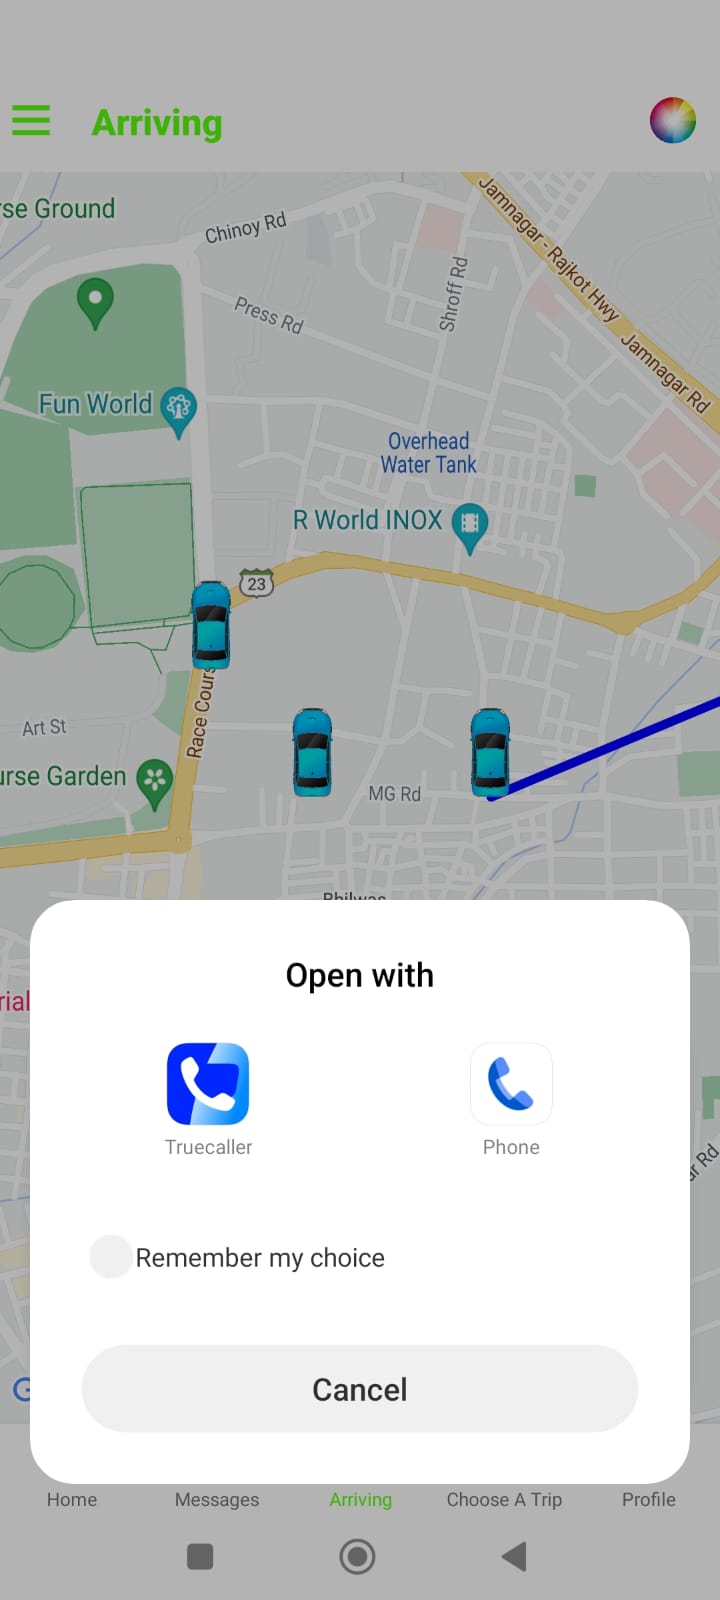 Arriving
rse Ground
Chinoy Rd
Jamnagar - Rajkot Hwy
Jamnagar Rd
Shroff Rd
Press Rd
Fun World
Overhead
Water Tank
R World INOX
23
Race Cours
Art St
urse Garden
MG Rd
Bhilwas
rial
Open with
Truecaller
Phone
ar Rd
Remember my choice
G
Cancel
Home
Messages
Arriving
Choose A Trip
Profile